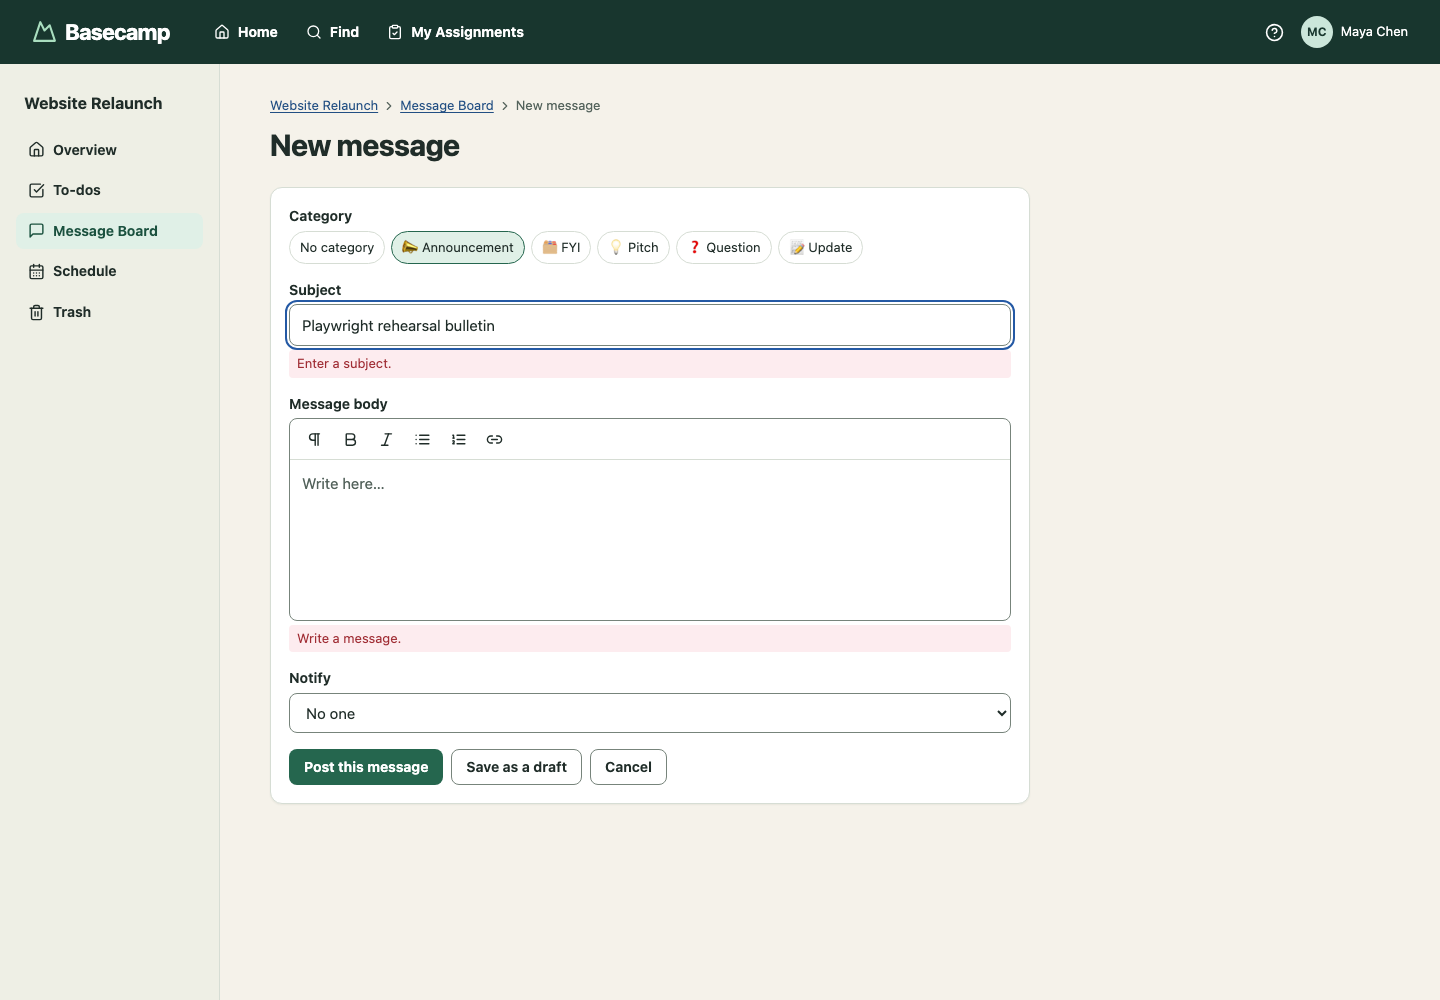 Basecamp
Home
Find
My Assignments
MC
Maya Chen
Website Relaunch
Overview
To-dos
Message Board
Schedule
Trash
Website Relaunch > Message Board > New message
New message
Category
No category
Announcement
FYI
Pitch
Question
Update
Subject
Playwright rehearsal bulletin
Enter a subject.
Message body
Write here...
Write a message.
Notify
No one
Post this message
Save as a draft
Cancel